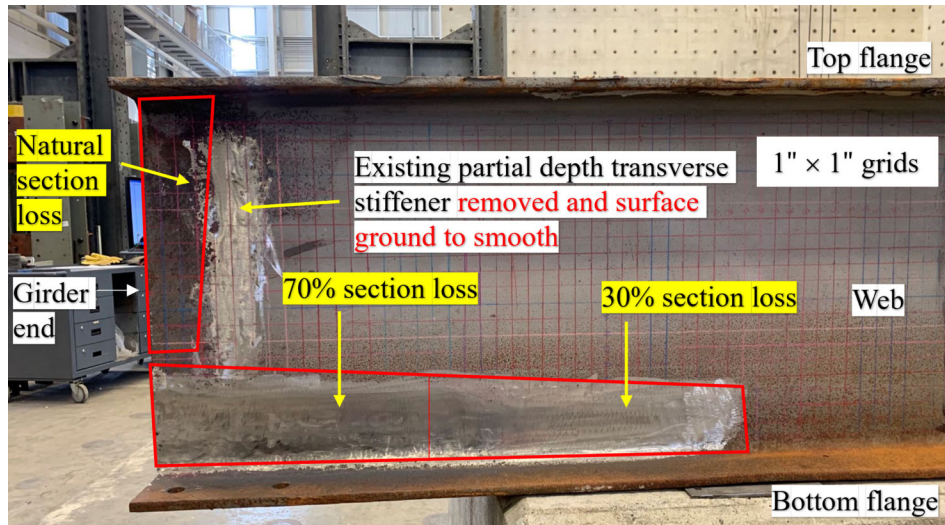 Top flange
Natural
section
loss
Existing partial depth transverse
stiffener removed and surface
ground to smooth
1" × 1" grids
Girder
end
70% section loss
30% section loss
Web
Bottom flange